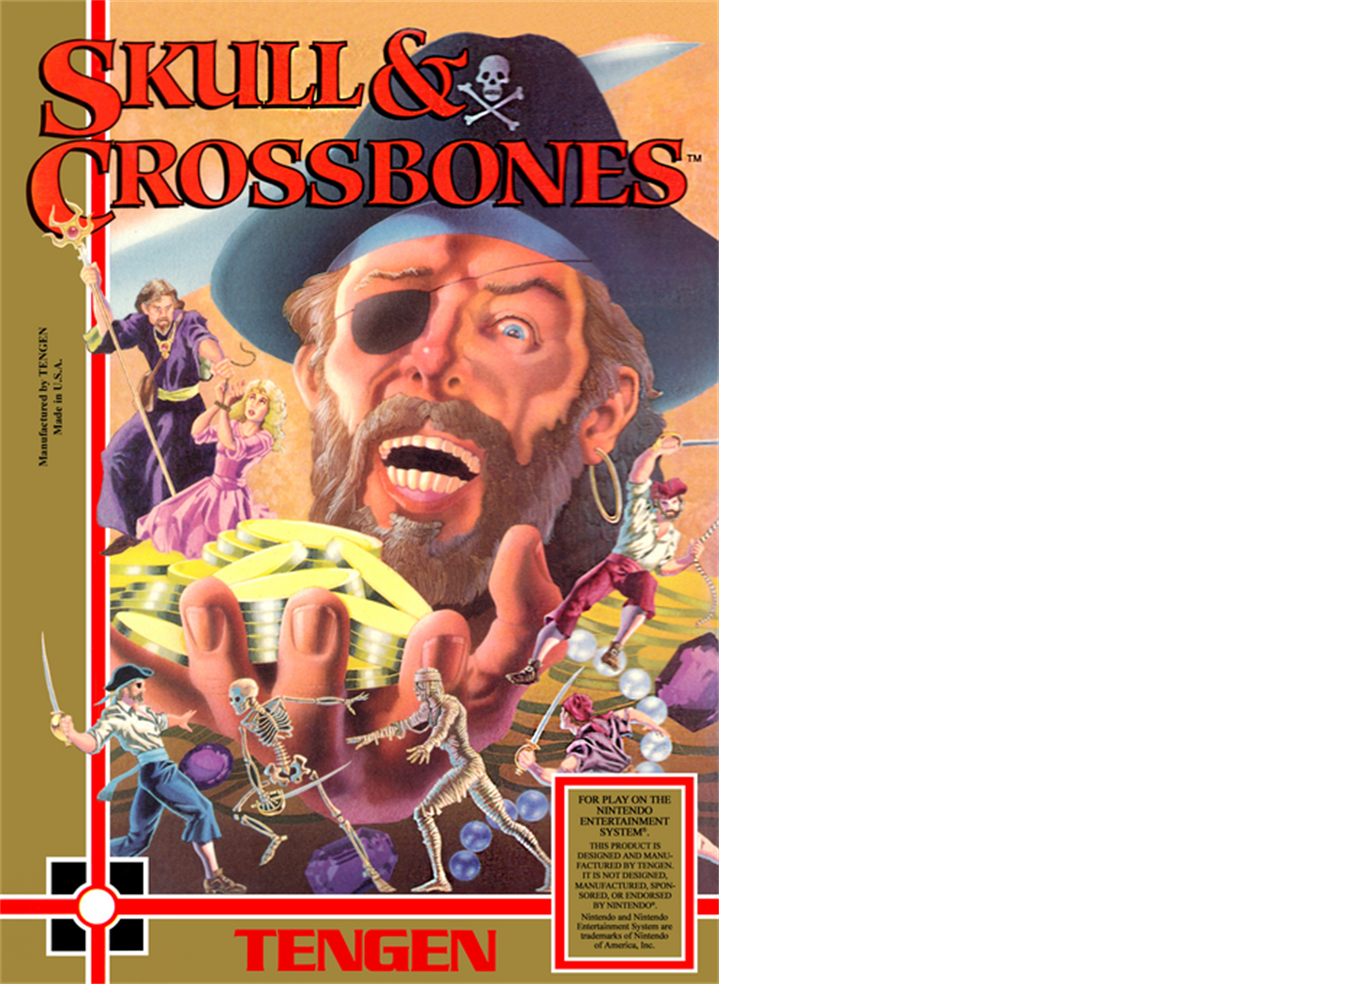 SKULL &
CROSSBONES™
Manufactured by TENGEN
Made in U.S.A.
FOR PLAY ON THE
NINTENDO
ENTERTAINMENT
SYSTEM®.
THIS PRODUCT IS
DESIGNED AND MANU-
FACTURED BY TENGEN.
IT IS NOT DESIGNED,
MANUFACTURED, SPON-
SORED, OR ENDORSED
BY NINTENDO®.
Nintendo and Nintendo
Entertainment System are
trademarks of Nintendo
of America, Inc.
TENGEN